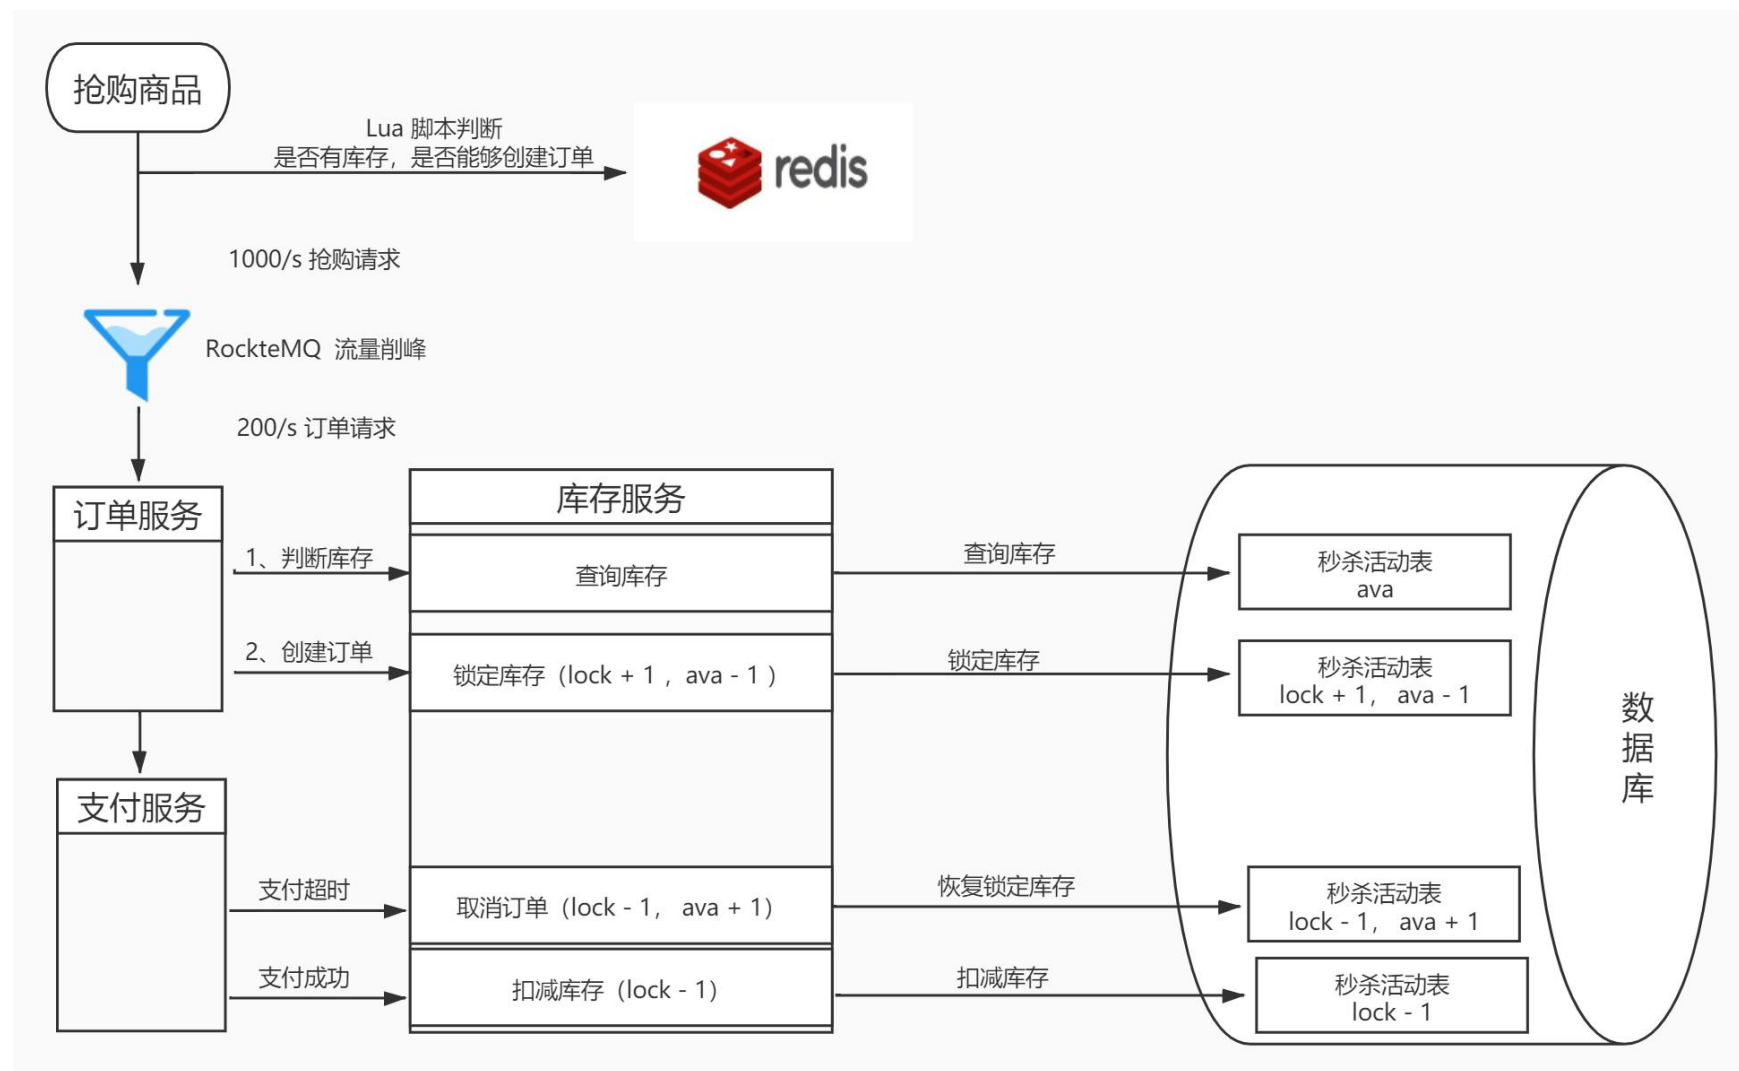 抢购商品
Lua 脚本判断
是否有库存，是否能够创建订单
redis
1000/s 抢购请求
RockteMQ 流量削峰
200/s 订单请求
订单服务
库存服务
1、判断库存
查询库存
查询库存
秒杀活动表
ava
2、创建订单
锁定库存（lock + 1 ，ava - 1 ）
锁定库存
秒杀活动表
lock + 1， ava - 1
数
据
库
支付服务
支付超时
取消订单（lock - 1， ava + 1）
恢复锁定库存
秒杀活动表
lock - 1， ava + 1
支付成功
扣减库存（lock - 1）
扣减库存
秒杀活动表
lock - 1